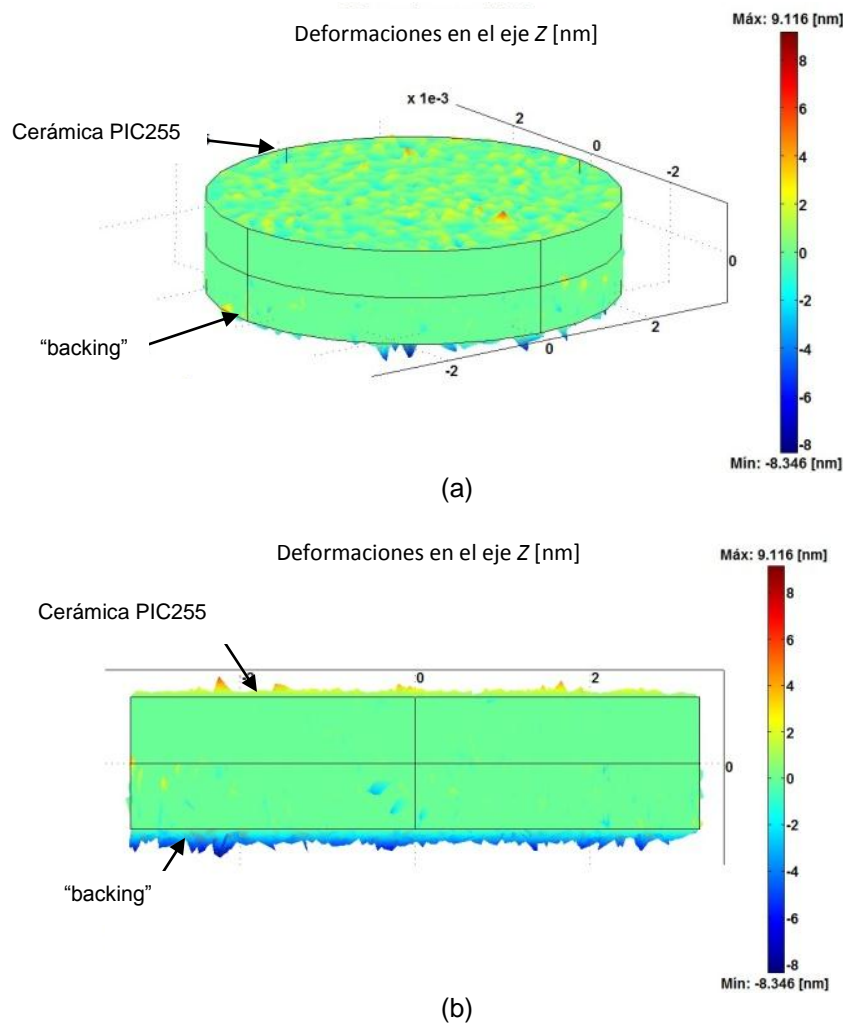 Deformaciones en el eje Z [nm]
Máx: 9.116 [nm]
Cerámica PIC255
x 1e-3
2
0
-2
0
2
0
-2
"backing"
8
6
4
2
0
-2
-4
-6
-8
Mín: -8.346 [nm]
(a)
Deformaciones en el eje Z [nm]
Máx: 9.116 [nm]
Cerámica PIC255
0
2
0
"backing"
8
6
4
2
0
-2
-4
-6
-8
Mín: -8.346 [nm]
(b)